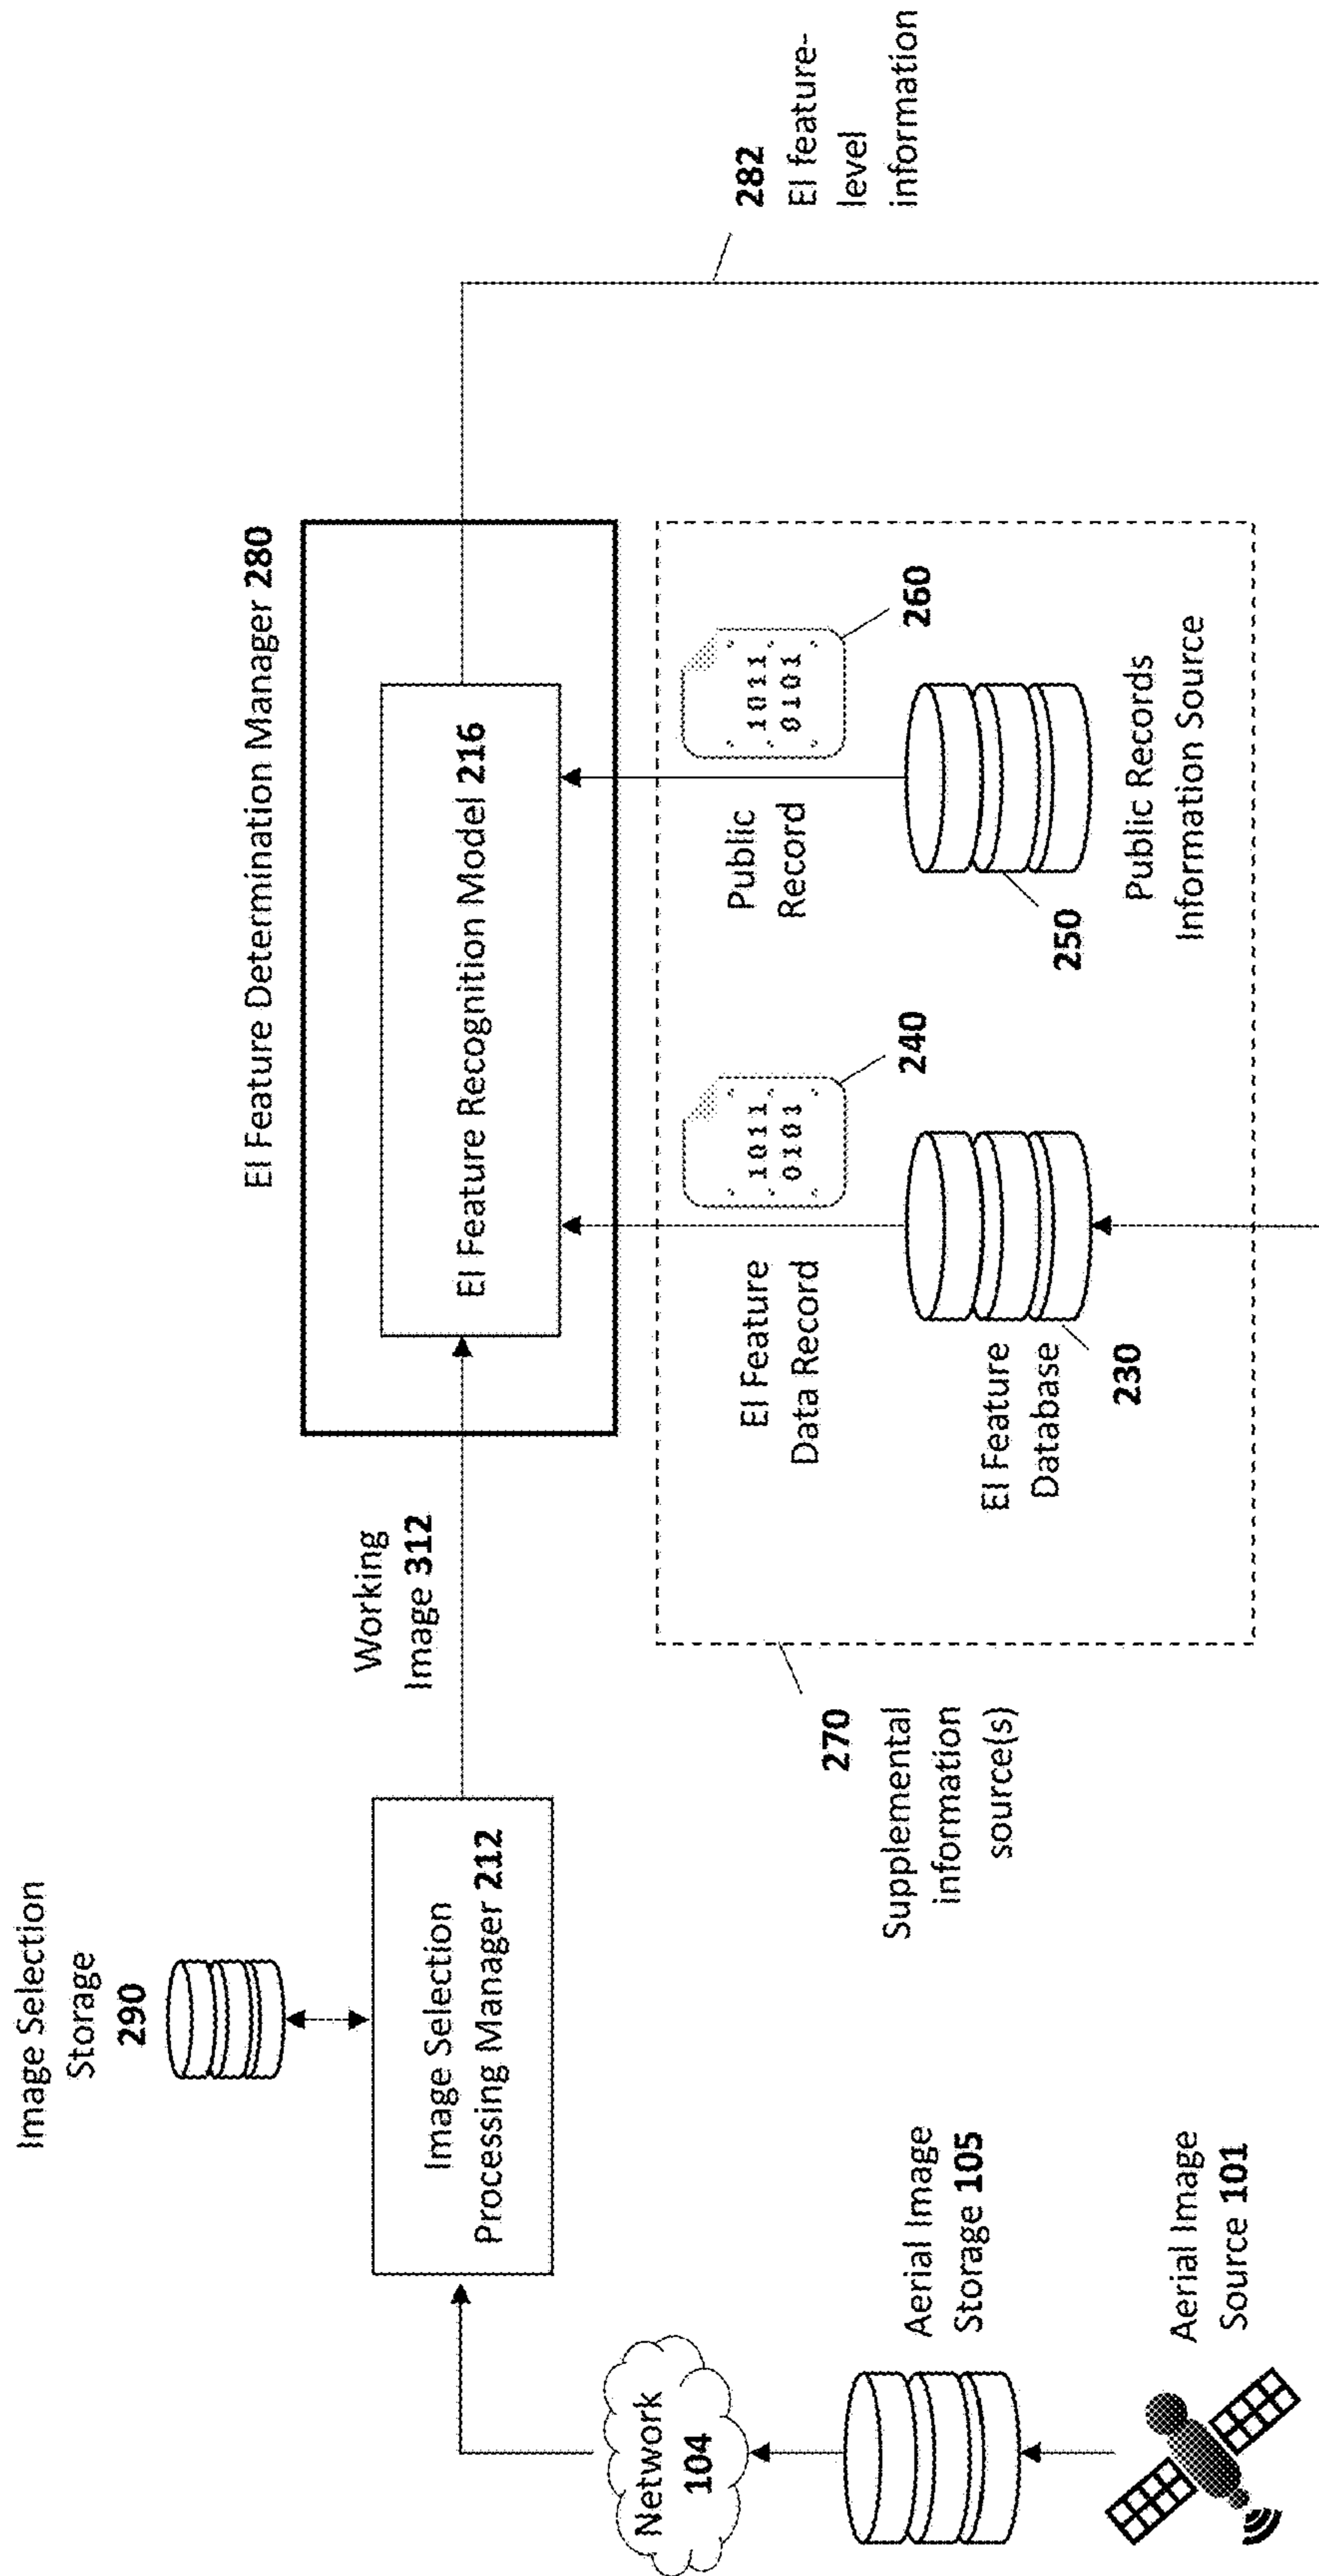 Image Selection
Storage
290
Image Selection
Processing Manager 212
Network
104
Aerial Image
Storage 105
Aerial Image
Source 101
Working
Image 312
EI Feature Determination Manager 280
EI Feature Recognition Model 216
EI Feature
Data Record
1011
0101
240
Public
Record
1011
0101
260
EI Feature
Database
230
250
Public Records
Information Source
270
Supplemental
information
source(s)
282
EI feature-
level
information